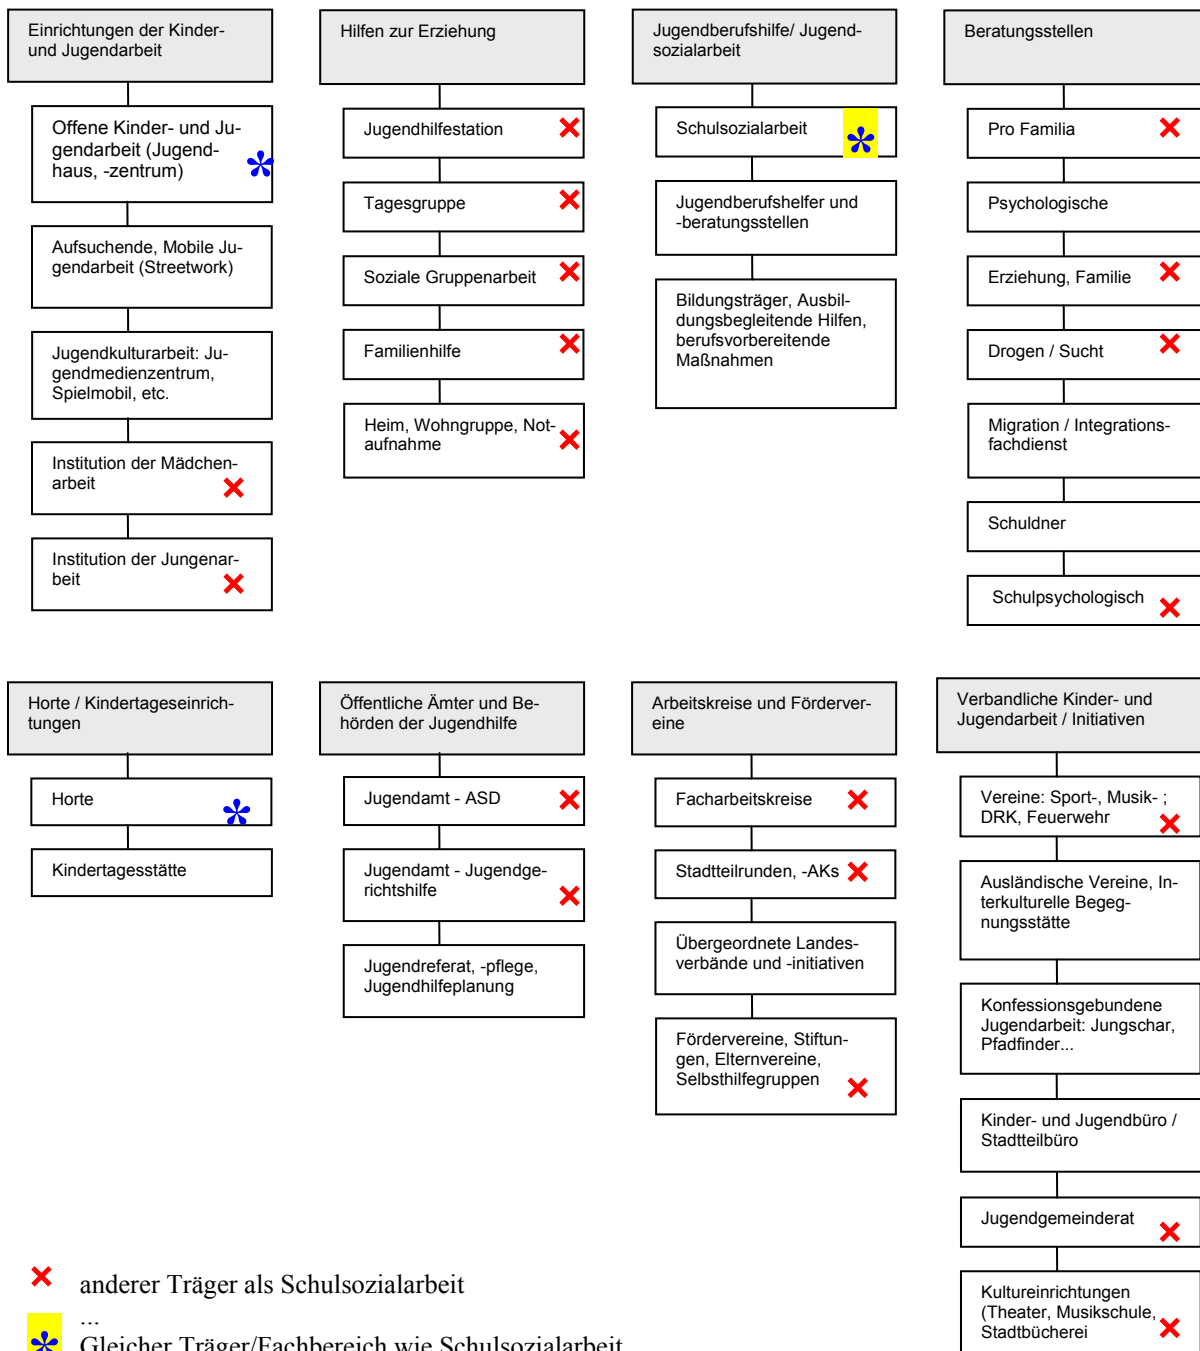 Einrichtungen der Kinder-
und Jugendarbeit
Offene Kinder- und Ju-
gendarbeit (Jugend-
haus, -zentrum)
Aufsuchende, Mobile Ju-
gendarbeit (Streetwork)
Jugendkulturarbeit: Ju-
gendmedienzentrum,
Spielmobil, etc.
Institution der Mädchen-
arbeit
Institution der Jungenar-
beit
Hilfen zur Erziehung
Jugendhilfestation
Tagesgruppe
Soziale Gruppenarbeit
Familienhilfe
Heim, Wohngruppe, Not-
aufnahme
Jugendberufshilfe/ Jugend-
sozialarbeit
Schulsozialarbeit
Jugendberufshelfer und
-beratungsstellen
Bildungsträger, Ausbil-
dungsbegleitende Hilfen,
berufsvorbereitende
Maßnahmen
Beratungsstellen
Pro Familia
Psychologische
Erziehung, Familie
Drogen / Sucht
Migration / Integrations-
fachdienst
Schuldner
Schulpsychologisch
Horte / Kindertageseinrich-
tungen
Horte
Kindertagesstätte
Öffentliche Ämter und Be-
hörden der Jugendhilfe
Jugendamt - ASD
Jugendamt - Jugendge-
richtshilfe
Jugendreferat, -pflege,
Jugendhilfeplanung
Arbeitskreise und Förderver-
eine
Facharbeitskreise
Stadtteilrunden, -AKs
Übergeordnete Landes-
verbände und -initiativen
Fördervereine, Stiftun-
gen, Elternvereine,
Selbsthilfegruppen
Verbandliche Kinder- und
Jugendarbeit / Initiativen
Vereine: Sport-, Musik- ;
DRK, Feuerwehr
Ausländische Vereine, In-
terkulturelle Begeg-
nungsstätte
Konfessionsgebundene
Jugendarbeit: Jungschar,
Pfadfinder...
Kinder- und Jugendbüro /
Stadtteilbüro
Jugendgemeinderat
Kultureinrichtungen
(Theater, Musikschule,
Stadtbücherei
anderer Träger als Schulsozialarbeit
...
Gleicher Träger/Fachbereich wie Schulsozialarbeit